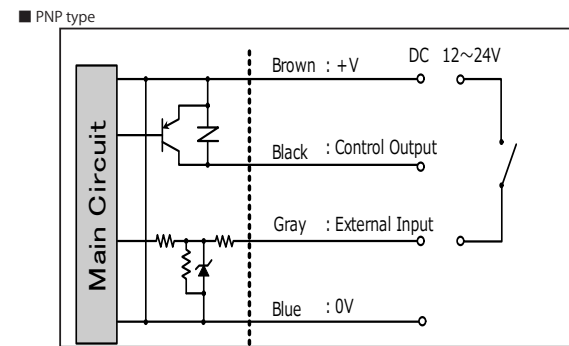 ■ PNP type
Main Circuit
Brown : +V
DC 12~24V
Black : Control Output
Gray : External Input
Blue : 0V